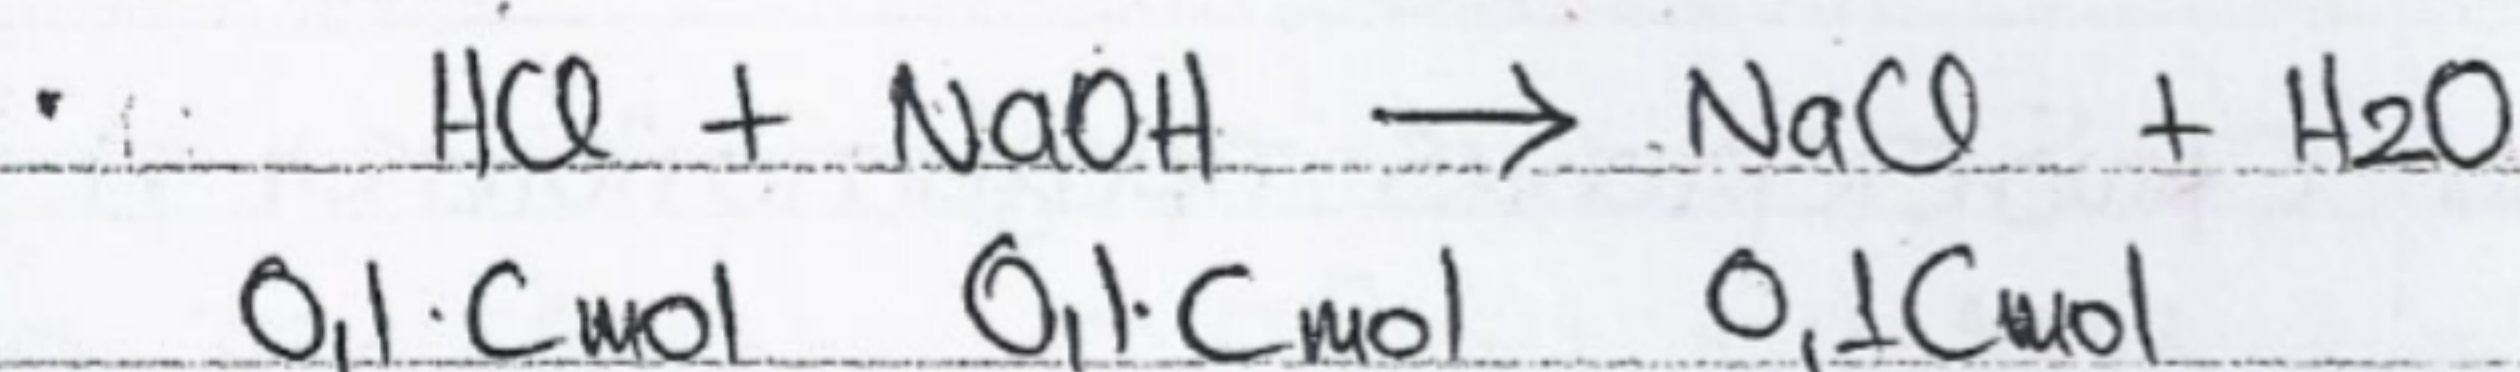 HCl + NaOH → NaCl + H2O
0,1·C mol 0,1·C mol 0,1C mol